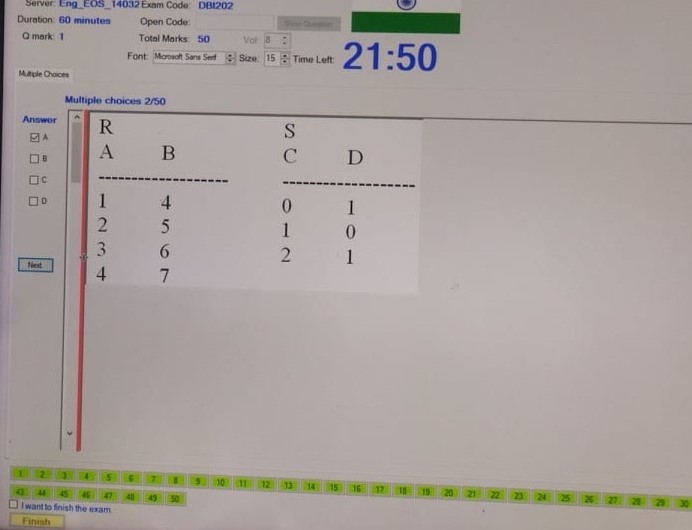 Server: Eng_EOS_14032 Exam Code: DBI202
Duration: 60 minutes Open Code: Show Question
Q mark: 1 Total Marks: 50 Vol: 8
Font: Microsoft Sans Serif Size: 15 Time Left: 21:50
Multiple Choices
Multiple choices 2/50
Answer
A
B
C
D
Next
R S
A B C D
-------------------- --------------------
1 4 0 1
2 5 1 0
3 6 2 1
4 7
1 2 3 4 5 6 7 8 9 10 11 12 13 14 15 16 17 18 19 20 21 22 23 24 25 26 27 28 29 30
43 44 45 46 47 48 49 50
I want to finish the exam.
Finish